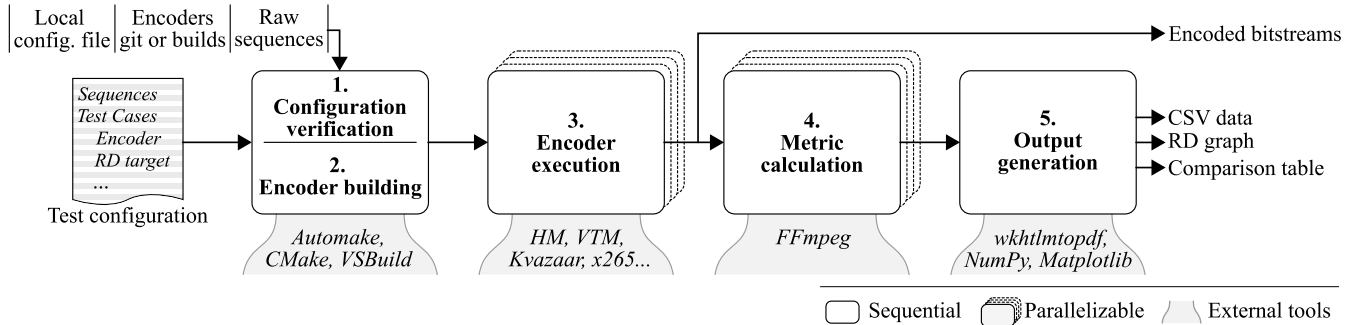 Local
config. file
Encoders
git or builds
Raw
sequences
Encoded bitstreams
Sequences
Test Cases
Encoder
RD target
...
Test configuration
1.
Configuration
verification
2.
Encoder building
3.
Encoder
execution
4.
Metric
calculation
5.
Output
generation
CSV data
RD graph
Comparison table
Automake,
CMake, VSBuild
HM, VTM,
Kvazaar, x265...
FFmpeg
wkhtlmtopdf,
NumPy, Matplotlib
Sequential
Parallelizable
External tools